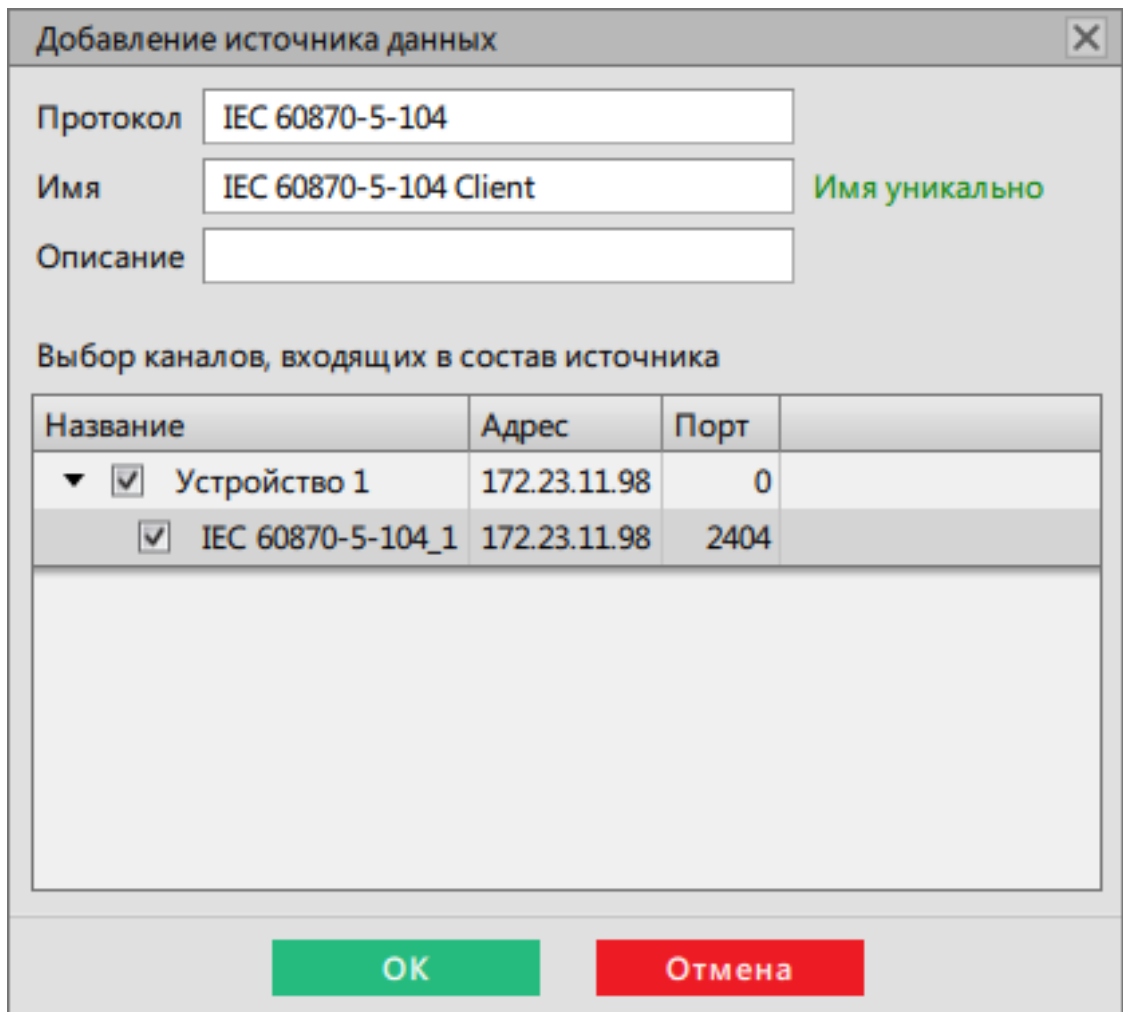 Добавление источника данных
Протокол IEC 60870-5-104
Имя IEC 60870-5-104 Client Имя уникально
Описание
Выбор каналов, входящих в состав источника
Название Адрес Порт
Устройство 1 172.23.11.98 0
IEC 60870-5-104_1 172.23.11.98 2404
ОК Отмена